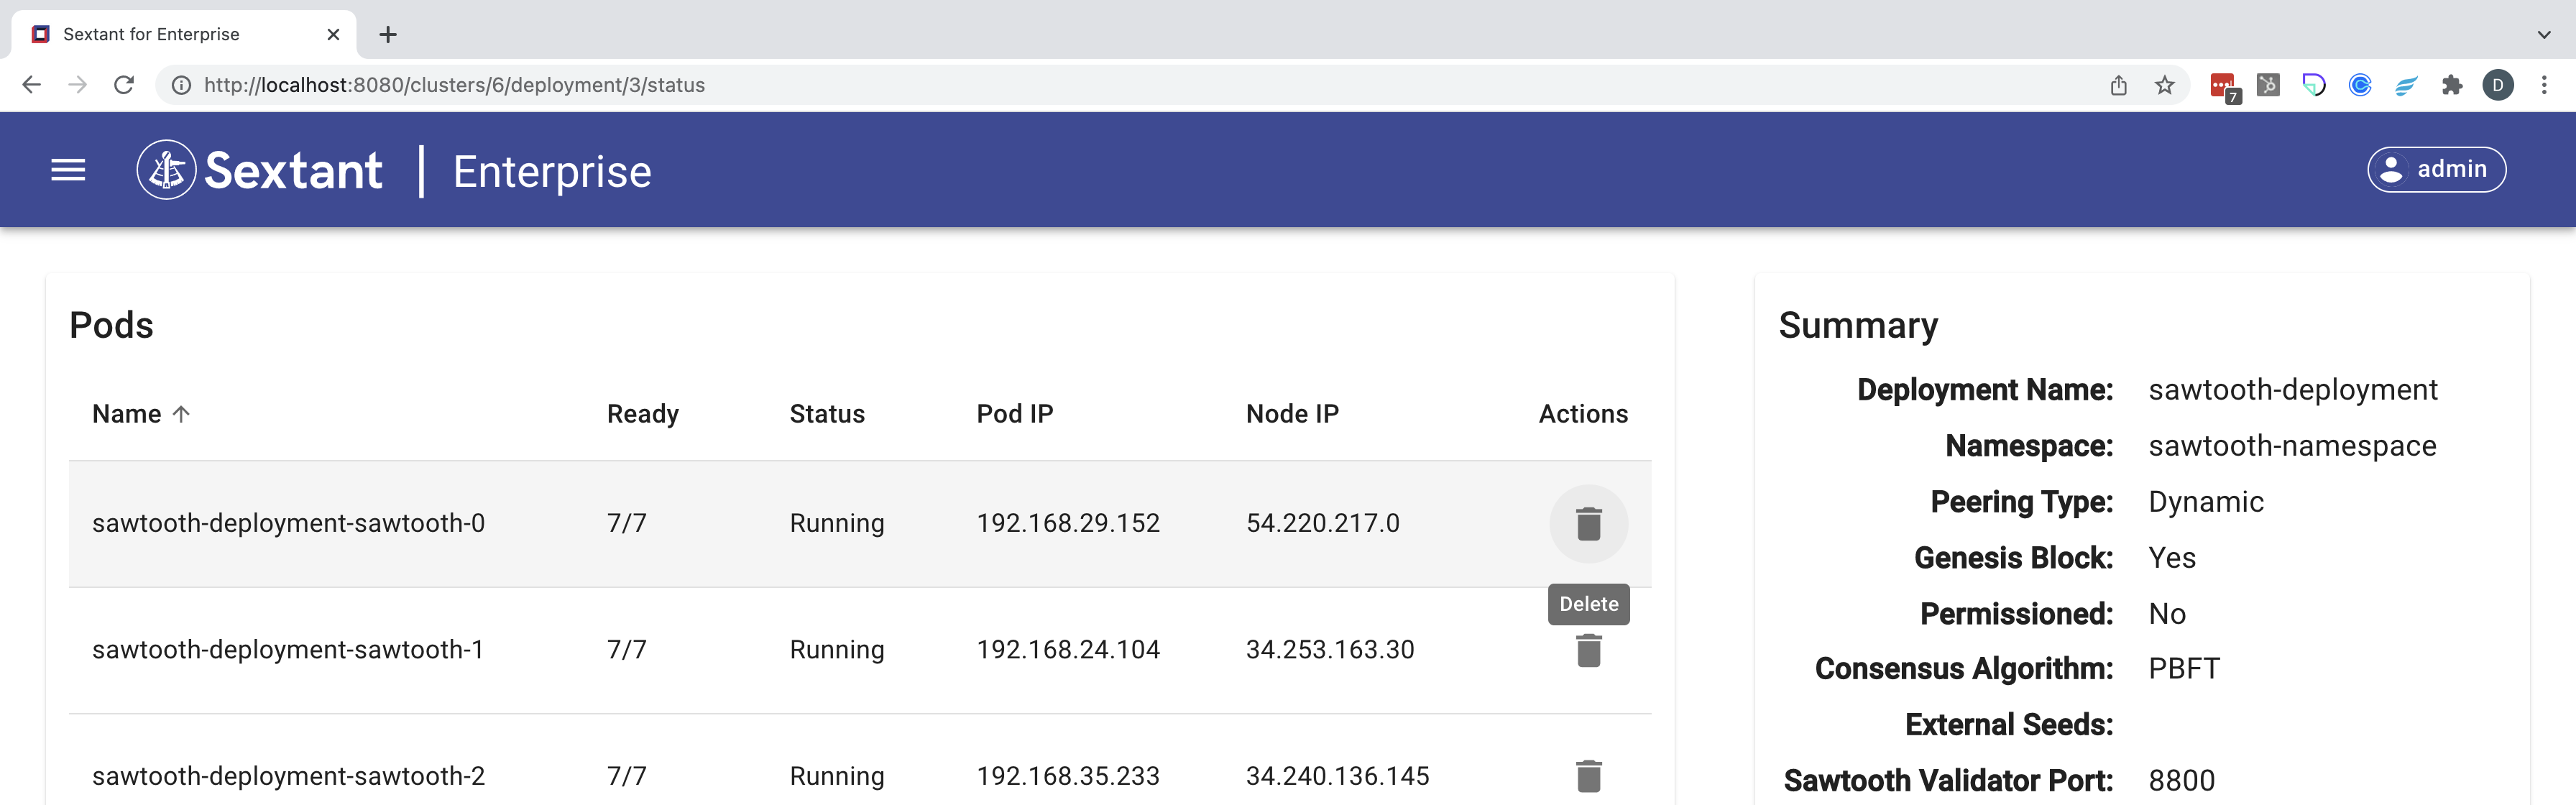 Sextant for Enterprise
http://localhost:8080/clusters/6/deployment/3/status
7
D
Sextant | Enterprise
admin
Pods
Name Ready Status Pod IP Node IP Actions
sawtooth-deployment-sawtooth-0 7/7 Running 192.168.29.152 54.220.217.0
Delete
sawtooth-deployment-sawtooth-1 7/7 Running 192.168.24.104 34.253.163.30
sawtooth-deployment-sawtooth-2 7/7 Running 192.168.35.233 34.240.136.145
Summary
Deployment Name: sawtooth-deployment
Namespace: sawtooth-namespace
Peering Type: Dynamic
Genesis Block: Yes
Permissioned: No
Consensus Algorithm: PBFT
External Seeds:
Sawtooth Validator Port: 8800